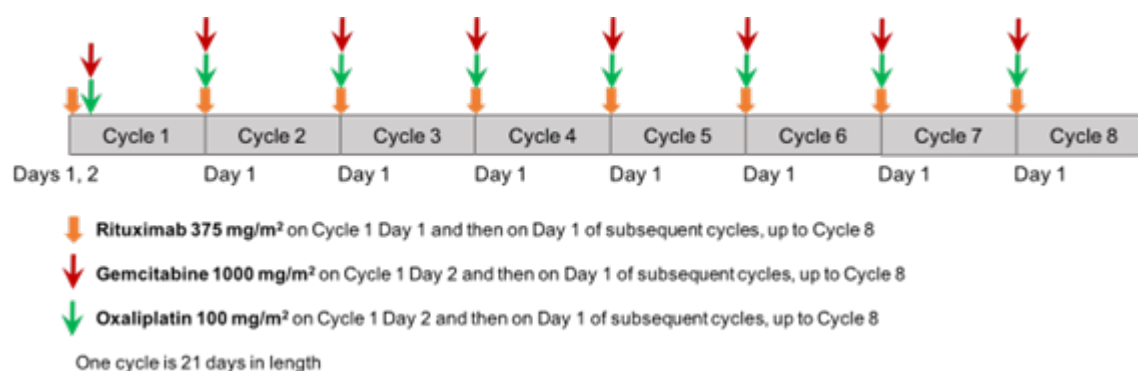 Cycle 1 Cycle 2 Cycle 3 Cycle 4 Cycle 5 Cycle 6 Cycle 7 Cycle 8
Days 1, 2 Day 1 Day 1 Day 1 Day 1 Day 1 Day 1 Day 1
Rituximab 375 mg/m² on Cycle 1 Day 1 and then on Day 1 of subsequent cycles, up to Cycle 8
Gemcitabine 1000 mg/m² on Cycle 1 Day 2 and then on Day 1 of subsequent cycles, up to Cycle 8
Oxaliplatin 100 mg/m² on Cycle 1 Day 2 and then on Day 1 of subsequent cycles, up to Cycle 8
One cycle is 21 days in length